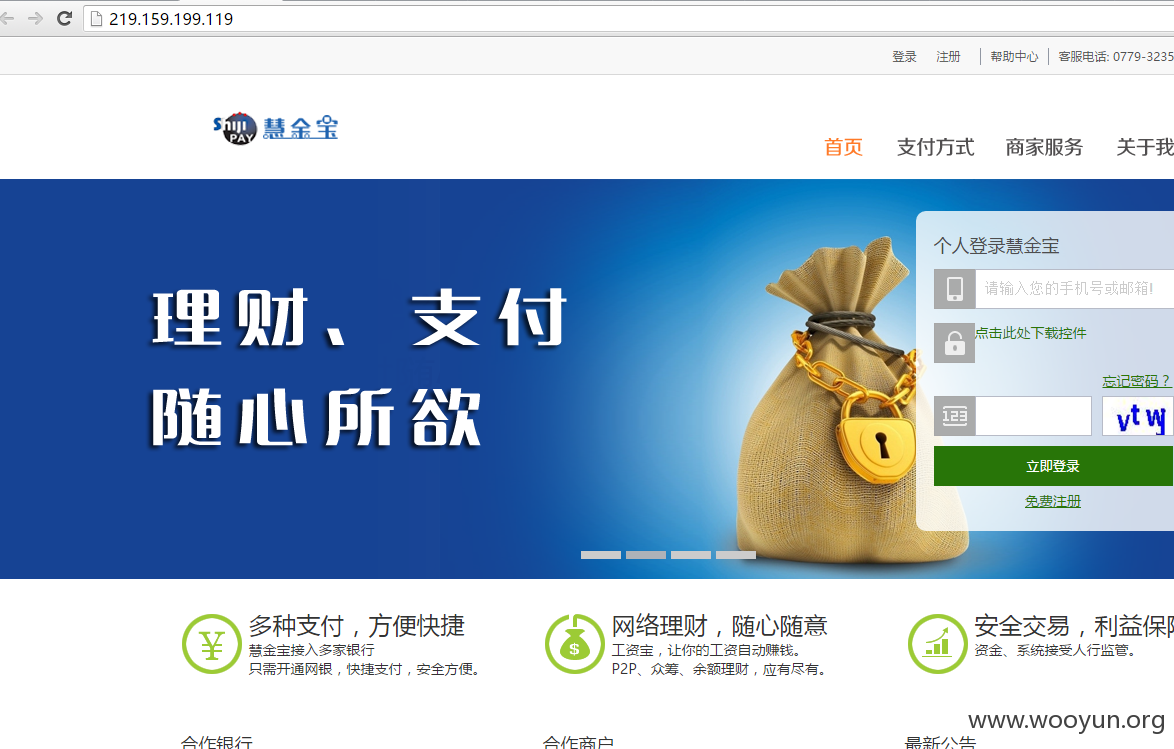 219.159.199.119
登录 注册 帮助中心 客服电话: 0779-3235
Shiji PAY 慧金宝
首页 支付方式 商家服务 关于我
理财、支付
随心所欲
个人登录慧金宝
请输入您的手机号或邮箱!
点击此处下载控件
忘记密码？
123
vtw
立即登录
免费注册
多种支付，方便快捷
慧金宝接入多家银行
只需开通网银，快捷支付，安全方便。
网络理财，随心随意
工资宝，让你的工资自动赚钱。
P2P、众筹、余额理财，应有尽有。
安全交易，利益保障
资金、系统接受人行监管。
合作银行
合作商户
最新公告
www.wooyun.org